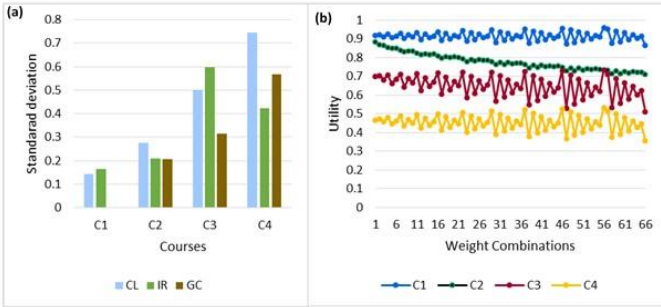 (a)
0.8
0.7
0.6
0.5
0.4
0.3
0.2
0.1
0
Standarad deviation
C1 C2 C3 C4
Courses
CL IR GC
(b)
1
0.9
0.8
0.7
0.6
0.5
0.4
0.3
0.2
0.1
0
Utility
1 6 11 16 21 26 31 36 41 46 51 56 61 66
Weight Combinations
C1 C2 C3 C4